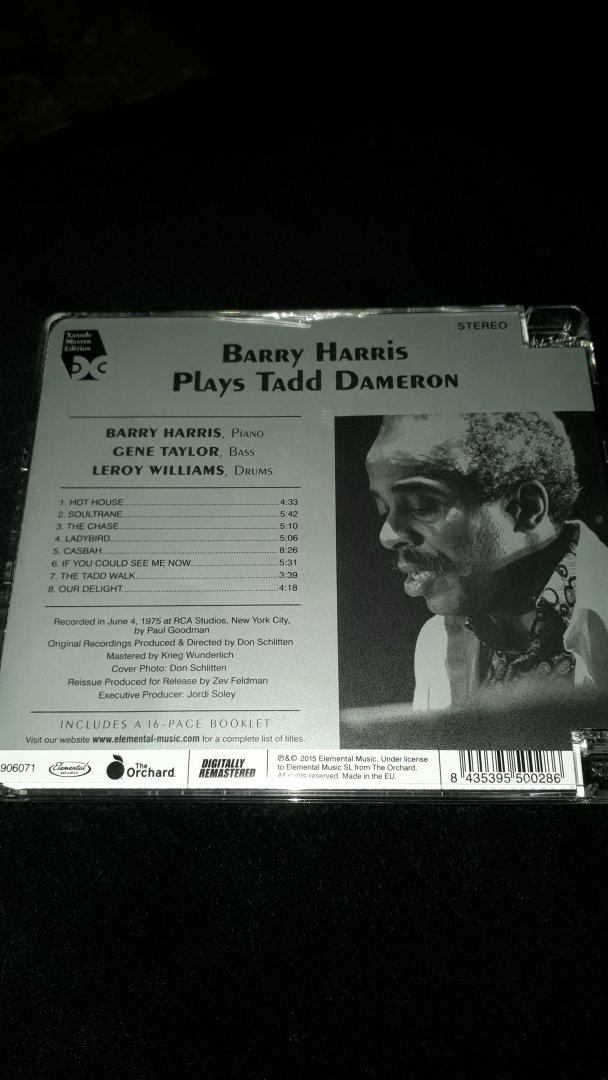 XANADU
MASTER
EDITION
STEREO
BARRY HARRIS
PLAYS TADD DAMERON
BARRY HARRIS, PIANO
GENE TAYLOR, BASS
LEROY WILLIAMS, DRUMS
1. HOT HOUSE....................................................4:33
2. SOULTRANE.................................................5:42
3. THE CHASE..................................................5:10
4. LADYBIRD.....................................................5:06
5. CASBAH........................................................8:26
6. IF YOU COULD SEE ME NOW............................5:31
7. THE TADD WALK............................................3:39
8. OUR DELIGHT................................................4:18
Recorded in June 4, 1975 at RCA Studios, New York City,
by Paul Goodman
Original Recordings Produced & Directed by Don Schlitten
Mastered by Krieg Wunderlich
Cover Photo: Don Schlitten
Reissue Produced for Release by Zev Feldman
Executive Producer: Jordi Soley
INCLUDES A 16-PAGE BOOKLET
Visit our website www.elemental-music.com for a complete list of titles.
906071
Elemental
RECORDS
The
Orchard
DIGITALLY
REMASTERED
℗&© 2015 Elemental Music. Under license
to Elemental Music SL from The Orchard.
All rights reserved. Made in the EU.
8 435395 500286